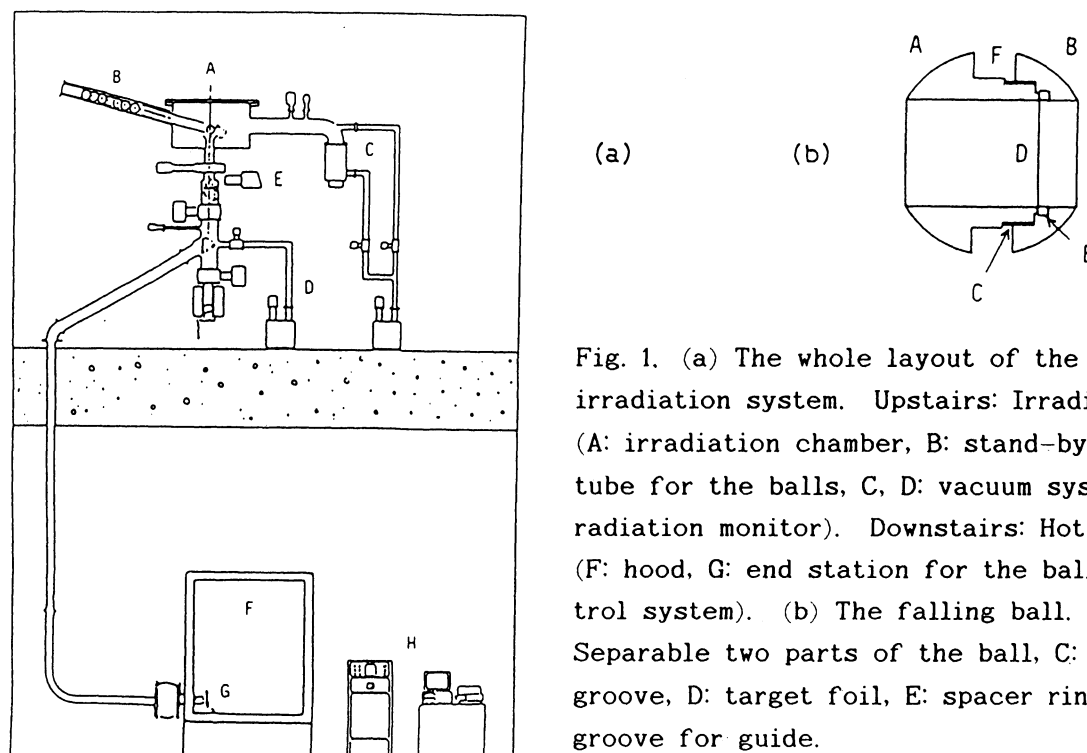 B
A
C
E
D
F
G
H
(a)
(b)
A
F
B
D
E
C
Fig. 1. (a) The whole layout of the
irradiation system. Upstairs: Irradi
(A: irradiation chamber, B: stand-by
tube for the balls, C, D: vacuum sys
radiation monitor). Downstairs: Hot
(F: hood, G: end station for the bal
trol system). (b) The falling ball.
Separable two parts of the ball, C:
groove, D: target foil, E: spacer rin
groove for guide.